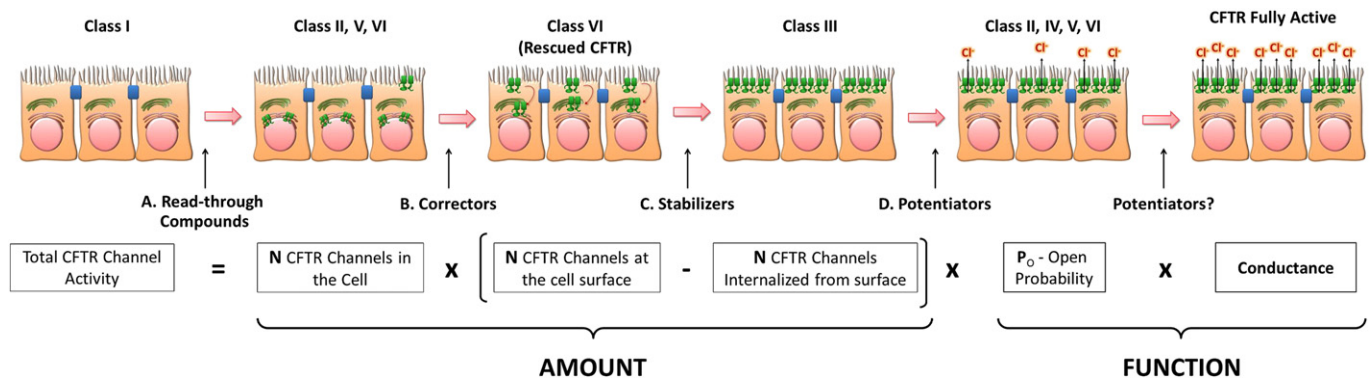 Class I
Class II, V, VI
Class VI
(Rescued CFTR)
Class III
Class II, IV, V, VI
CFTR Fully Active
Cl-
Cl-
Cl-
Cl-
Cl-
Cl-
Cl-
Cl-
Cl-
Cl-
Cl-
Cl-
Cl-
A. Read-through
Compounds
B. Correctors
C. Stabilizers
D. Potentiators
Potentiators?
Total CFTR Channel
Activity
=
N CFTR Channels in
the Cell
x
N CFTR Channels at
the cell surface
-
N CFTR Channels
Internalized from surface
x
PO - Open
Probability
x
Conductance
AMOUNT
FUNCTION